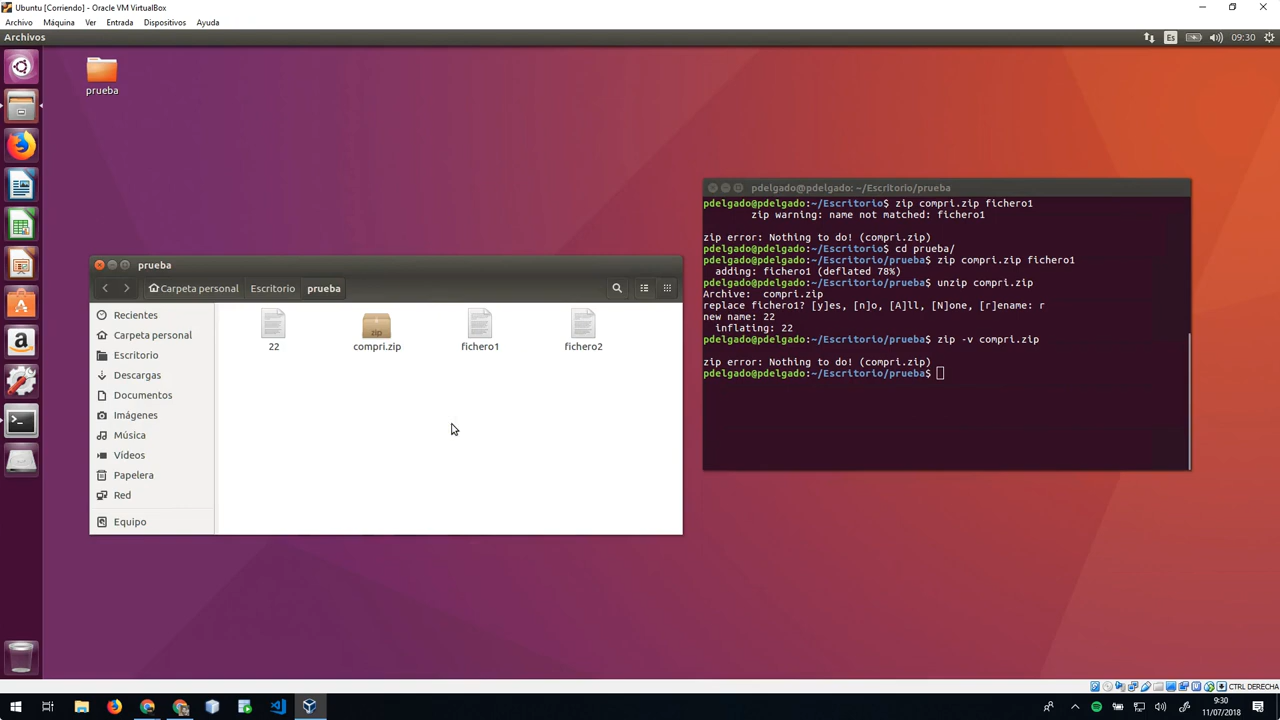 Ubuntu [Corriendo] - Oracle VM VirtualBox
Archivo Máquina Ver Entrada Dispositivos Ayuda
Archivos
Es
09:30
prueba
pdelgado@pdelgado: ~/Escritorio/prueba
pdelgado@pdelgado:~/Escritorio$ zip compri.zip fichero1
zip warning: name not matched: fichero1
zip error: Nothing to do! (compri.zip)
pdelgado@pdelgado:~/Escritorio$ cd prueba/
pdelgado@pdelgado:~/Escritorio/prueba$ zip compri.zip fichero1
adding: fichero1 (deflated 78%)
pdelgado@pdelgado:~/Escritorio/prueba$ unzip compri.zip
Archive:  compri.zip
replace fichero1? [y]es, [n]o, [A]ll, [N]one, [r]ename: r
new name: 22
inflating: 22
pdelgado@pdelgado:~/Escritorio/prueba$ zip -v compri.zip
zip error: Nothing to do! (compri.zip)
pdelgado@pdelgado:~/Escritorio/prueba$
prueba
Carpeta personal Escritorio prueba
Recientes
Carpeta personal
Escritorio
Descargas
Documentos
Imágenes
Música
Vídeos
Papelera
Red
Equipo
22
zip
compri.zip
fichero1
fichero2
CTRL DERECHA
9:30
11/07/2018